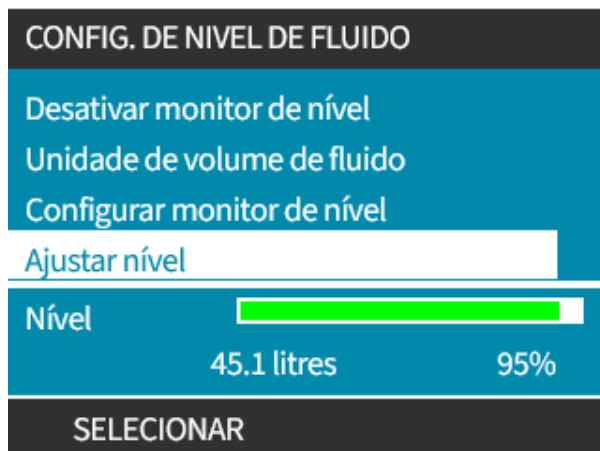 CONFIG. DE NIVEL DE FLUIDO
Desativar monitor de nível
Unidade de volume de fluido
Configurar monitor de nível
Ajustar nível
Nível
45.1 litres 95%
SELECIONAR